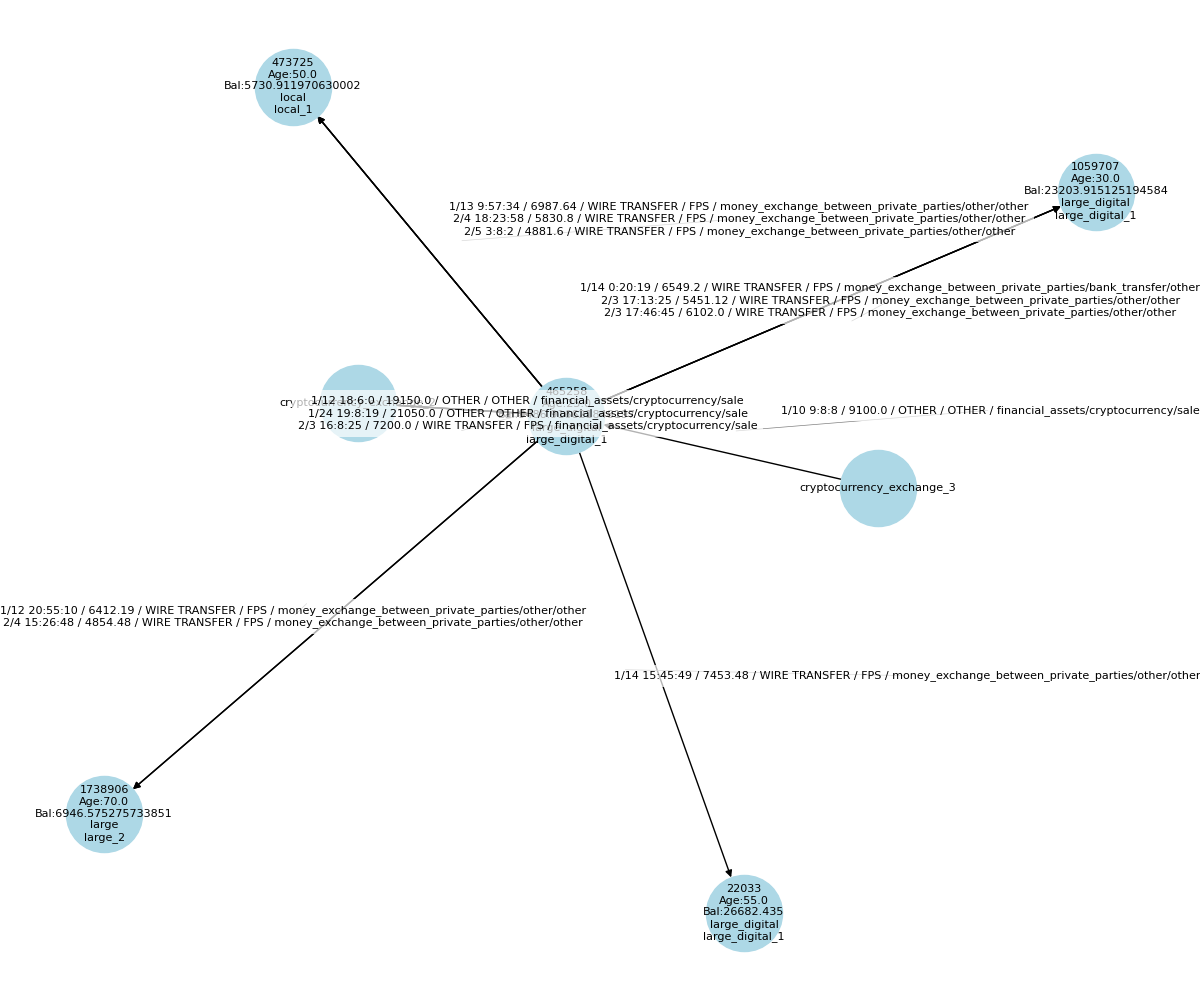 473725
Age:50.0
Bal:5730.911970630002
local
local_1
1059707
Age:30.0
Bal:23203.915125194584
large_digital
large_digital_1
1/13 9:57:34 / 6987.64 / WIRE TRANSFER / FPS / money_exchange_between_private_parties/other/other
2/4 18:23:58 / 5830.8 / WIRE TRANSFER / FPS / money_exchange_between_private_parties/other/other
2/5 3:8:2 / 4881.6 / WIRE TRANSFER / FPS / money_exchange_between_private_parties/other/other
1/14 0:20:19 / 6549.2 / WIRE TRANSFER / FPS / money_exchange_between_private_parties/bank_transfer/other
2/3 17:13:25 / 5451.12 / WIRE TRANSFER / FPS / money_exchange_between_private_parties/other/other
2/3 17:46:45 / 6102.0 / WIRE TRANSFER / FPS / money_exchange_between_private_parties/other/other
465258
1/12 18:6:0 / 19150.0 / OTHER / OTHER / financial_assets/cryptocurrency/sale
1/24 19:8:19 / 21050.0 / OTHER / OTHER / financial_assets/cryptocurrency/sale
2/3 16:8:25 / 7200.0 / WIRE TRANSFER / FPS / financial_assets/cryptocurrency/sale
large_digital_1
1/10 9:8:8 / 9100.0 / OTHER / OTHER / financial_assets/cryptocurrency/sale
cryptocurrency_exchange_3
1/12 20:55:10 / 6412.19 / WIRE TRANSFER / FPS / money_exchange_between_private_parties/other/other
2/4 15:26:48 / 4854.48 / WIRE TRANSFER / FPS / money_exchange_between_private_parties/other/other
1/14 15:45:49 / 7453.48 / WIRE TRANSFER / FPS / money_exchange_between_private_parties/other/other
1738906
Age:70.0
Bal:6946.575275733851
large
large_2
22033
Age:55.0
Bal:26682.435
large_digital
large_digital_1